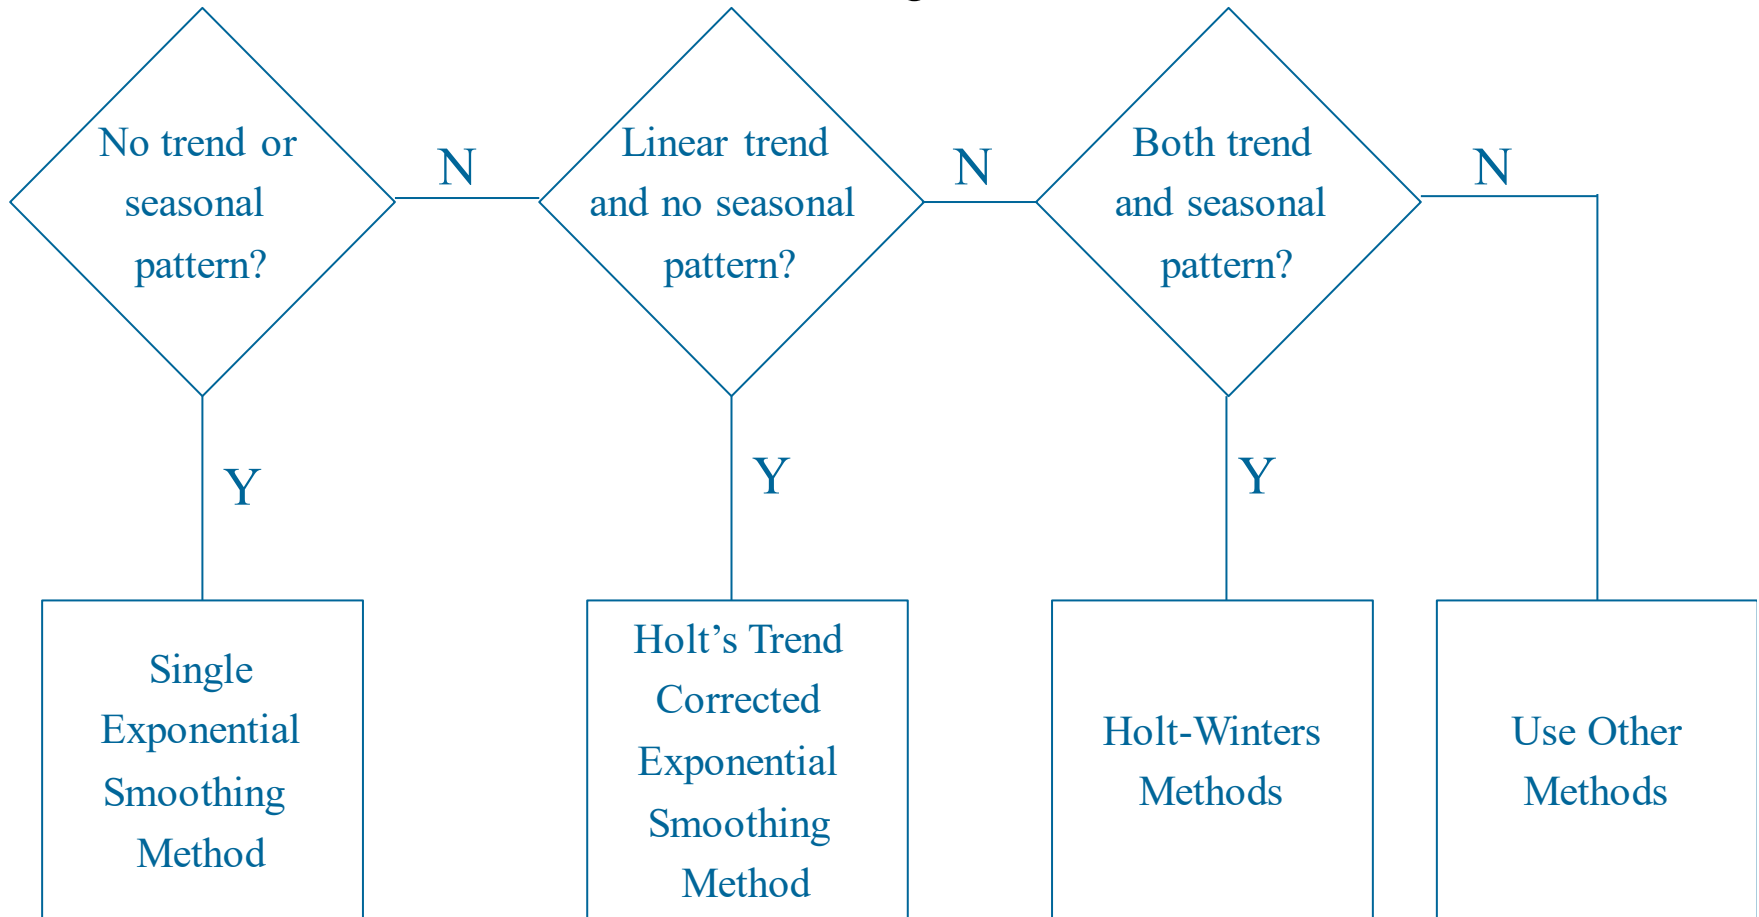 No trend or
seasonal
pattern?
N
Linear trend
and no seasonal
pattern?
N
Both trend
and seasonal
pattern?
N
Y
Y
Y
Single
Exponential
Smoothing
Method
Holt’s Trend
Corrected
Exponential
Smoothing
Method
Holt-Winters
Methods
Use Other
Methods